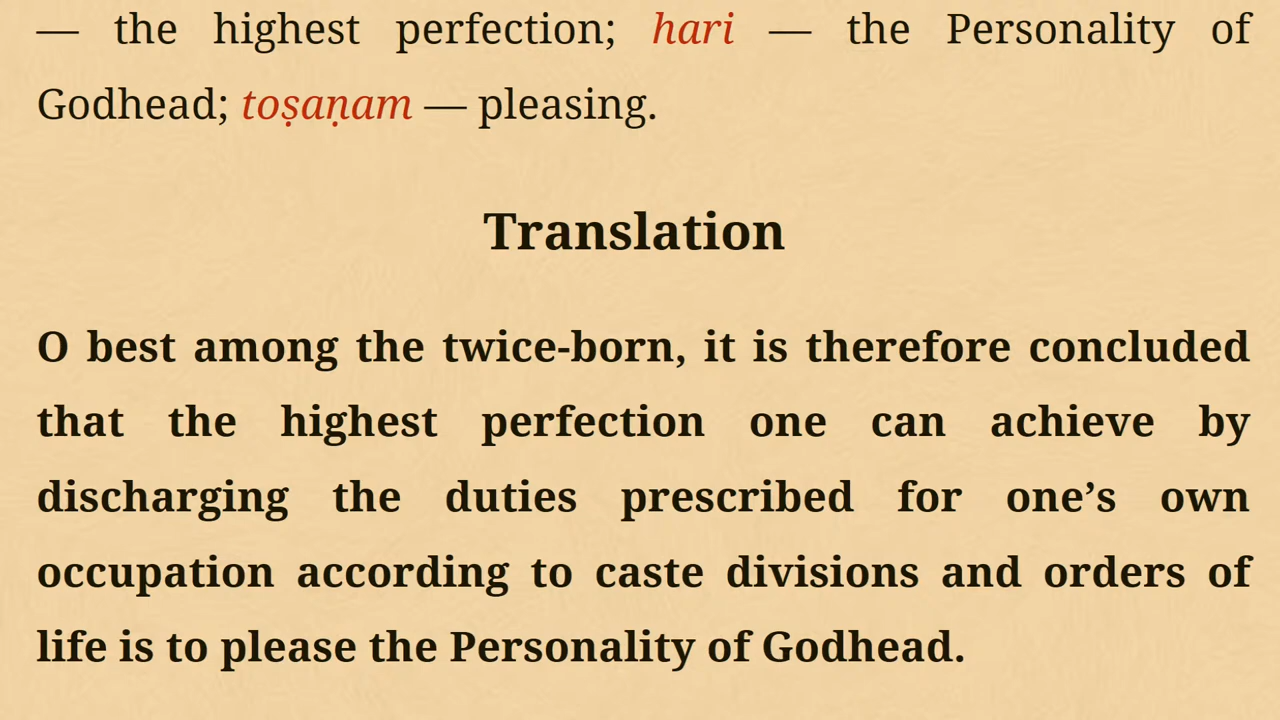 — the highest perfection; hari — the Personality of
Godhead; toṣaṇam — pleasing.
Translation
O best among the twice-born, it is therefore concluded
that the highest perfection one can achieve by
discharging the duties prescribed for one’s own
occupation according to caste divisions and orders of
life is to please the Personality of Godhead.